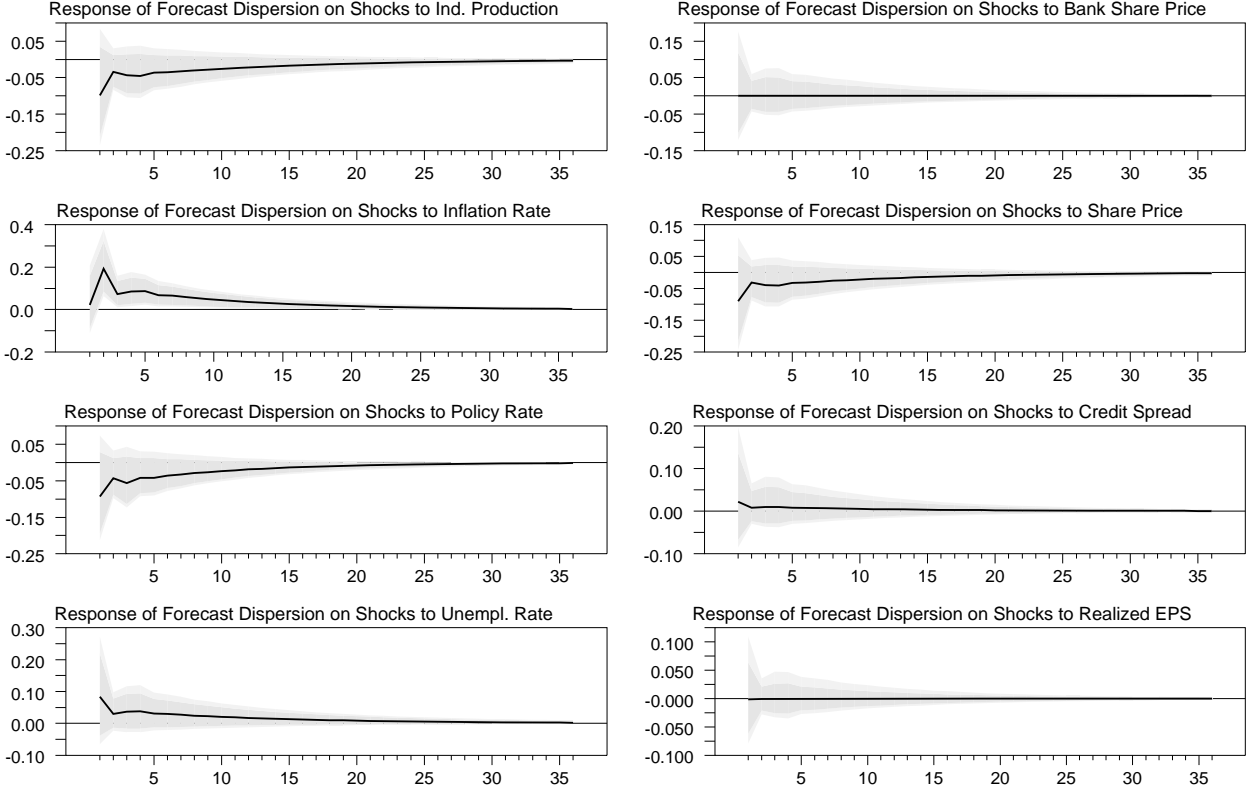 Response of Forecast Dispersion on Shocks to Ind. Production
0.05
-0.05
-0.15
-0.25
5 10 15 20 25 30 35
Response of Forecast Dispersion on Shocks to Bank Share Price
0.15
0.05
-0.05
-0.15
5 10 15 20 25 30 35
Response of Forecast Dispersion on Shocks to Inflation Rate
0.4
0.2
0.0
-0.2
5 10 15 20 25 30 35
Response of Forecast Dispersion on Shocks to Share Price
0.15
0.05
-0.05
-0.15
-0.25
5 10 15 20 25 30 35
Response of Forecast Dispersion on Shocks to Policy Rate
0.05
-0.05
-0.15
-0.25
5 10 15 20 25 30 35
Response of Forecast Dispersion on Shocks to Credit Spread
0.20
0.10
0.00
-0.10
5 10 15 20 25 30 35
Response of Forecast Dispersion on Shocks to Unempl. Rate
0.30
0.20
0.10
0.00
-0.10
5 10 15 20 25 30 35
Response of Forecast Dispersion on Shocks to Realized EPS
0.100
0.050
-0.000
-0.050
-0.100
5 10 15 20 25 30 35